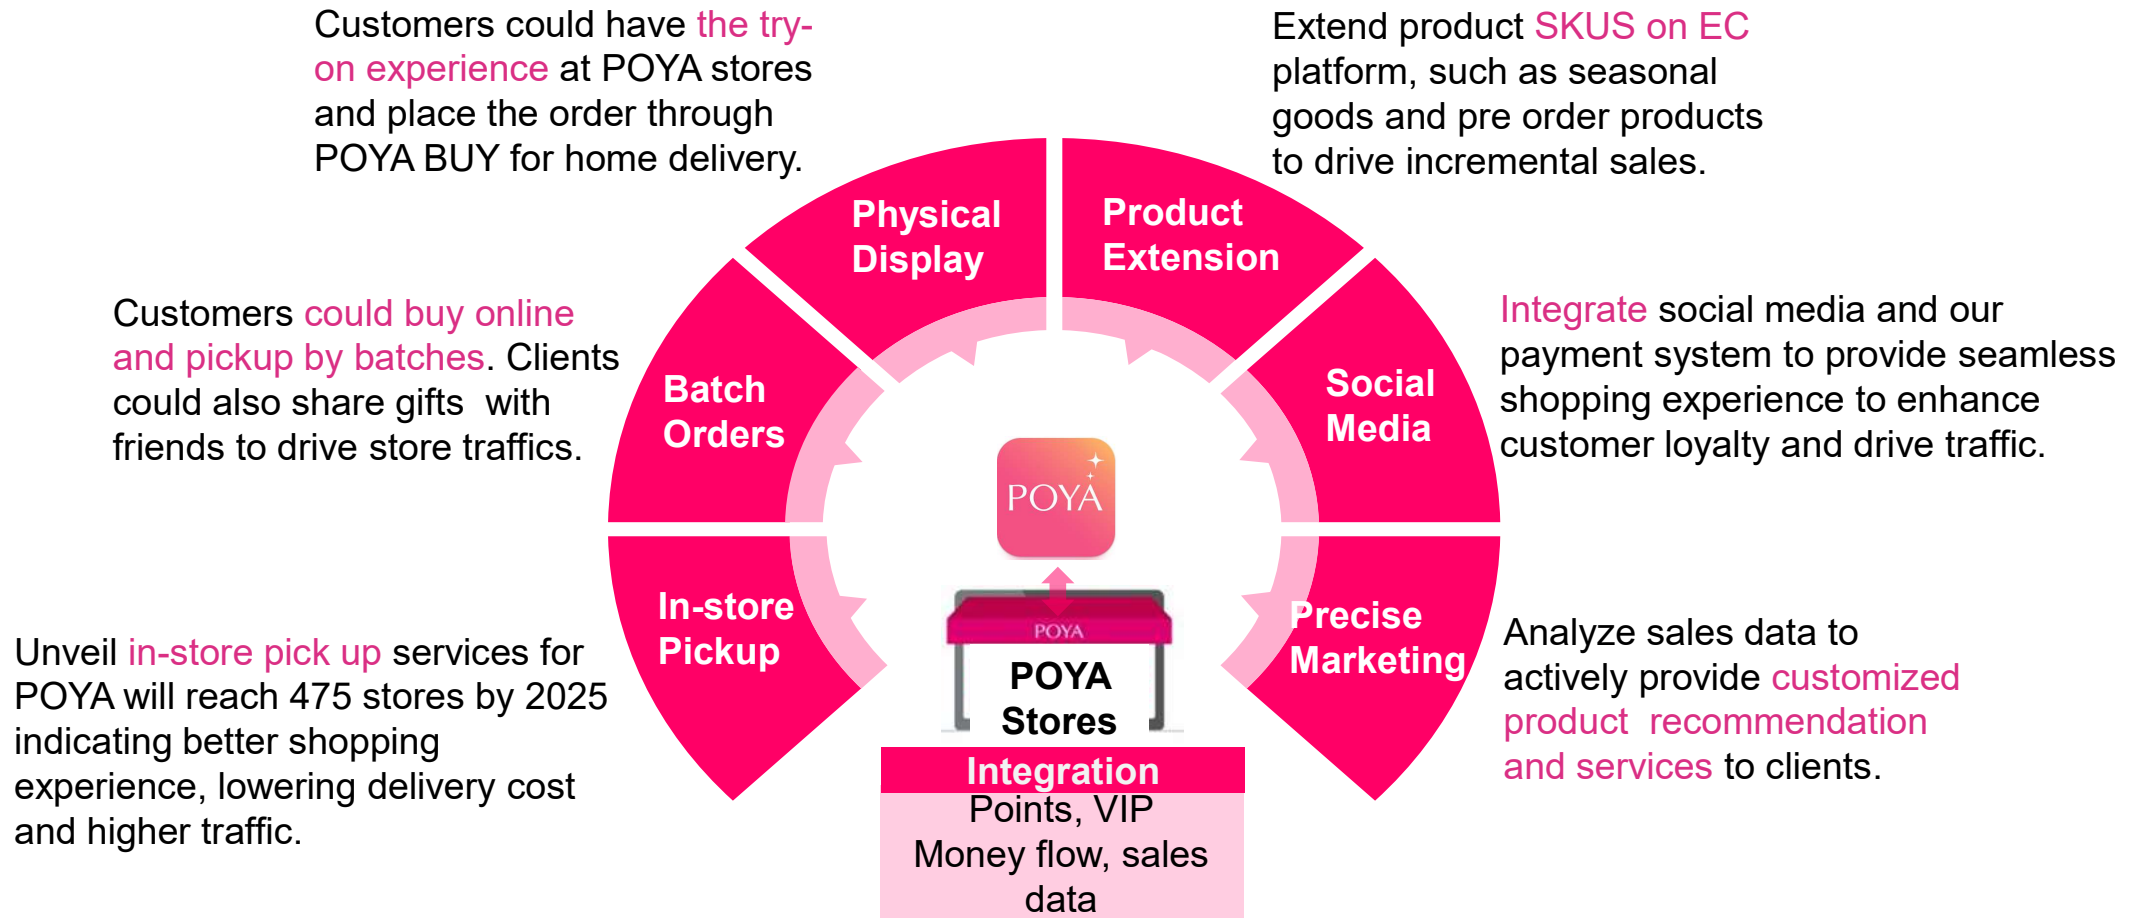 Customers could have the try-
on experience at POYA stores
and place the order through
POYA BUY for home delivery.
Extend product SKUS on EC
platform, such as seasonal
goods and pre order products
to drive incremental sales.
Physical
Display
Product
Extension
Customers could buy online
and pickup by batches. Clients
could also share gifts  with
friends to drive store traffics.
Batch
Orders
Social
Media
Integrate social media and our
payment system to provide seamless
shopping experience to enhance
customer loyalty and drive traffic.
POYA
In-store
Pickup
POYA
POYA
Stores
Precise
Marketing
Unveil in-store pick up services for
POYA will reach 475 stores by 2025
indicating better shopping
experience, lowering delivery cost
and higher traffic.
Analyze sales data to
actively provide customized
product  recommendation
and services to clients.
Integration
Points, VIP
Money flow, sales
data